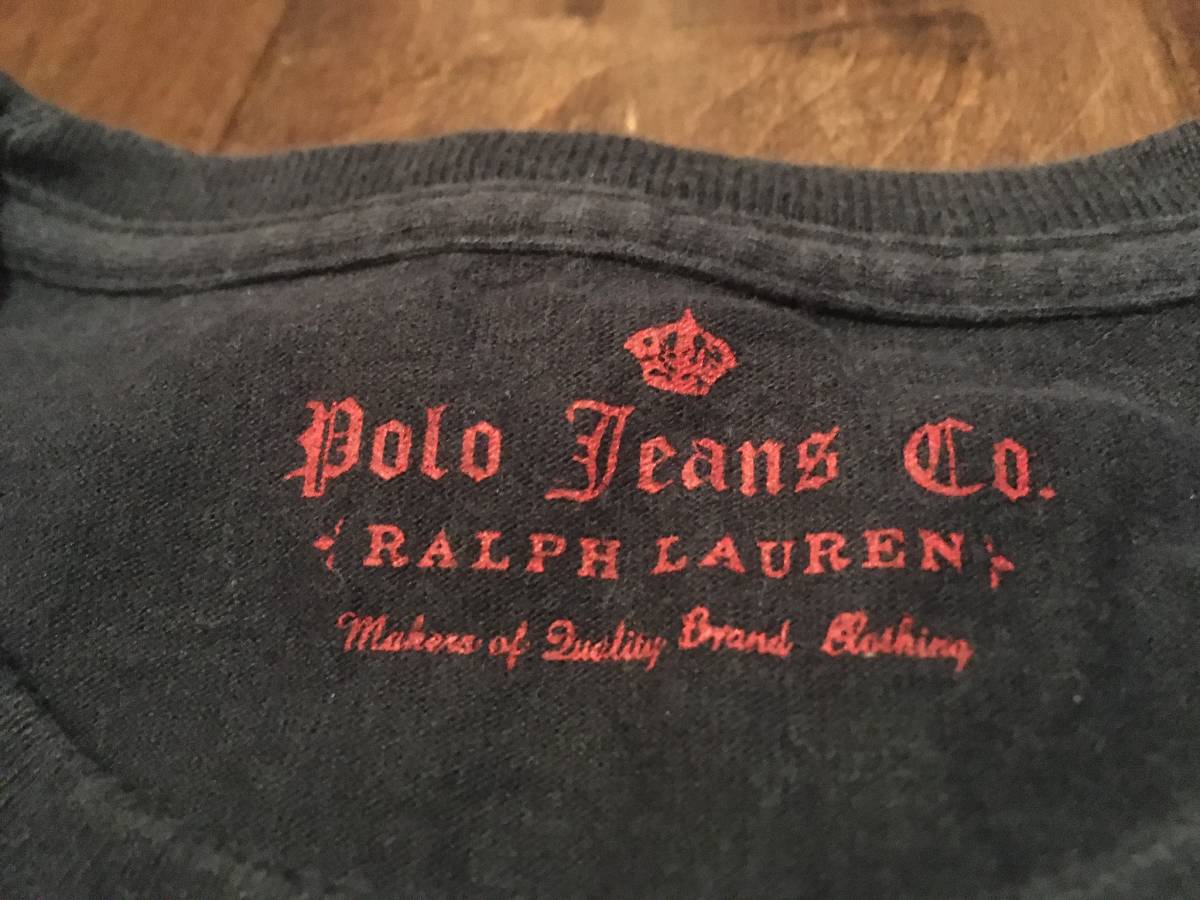 Polo Jeans Co.
RALPH LAUREN
Makers of Quality Brand Clothing